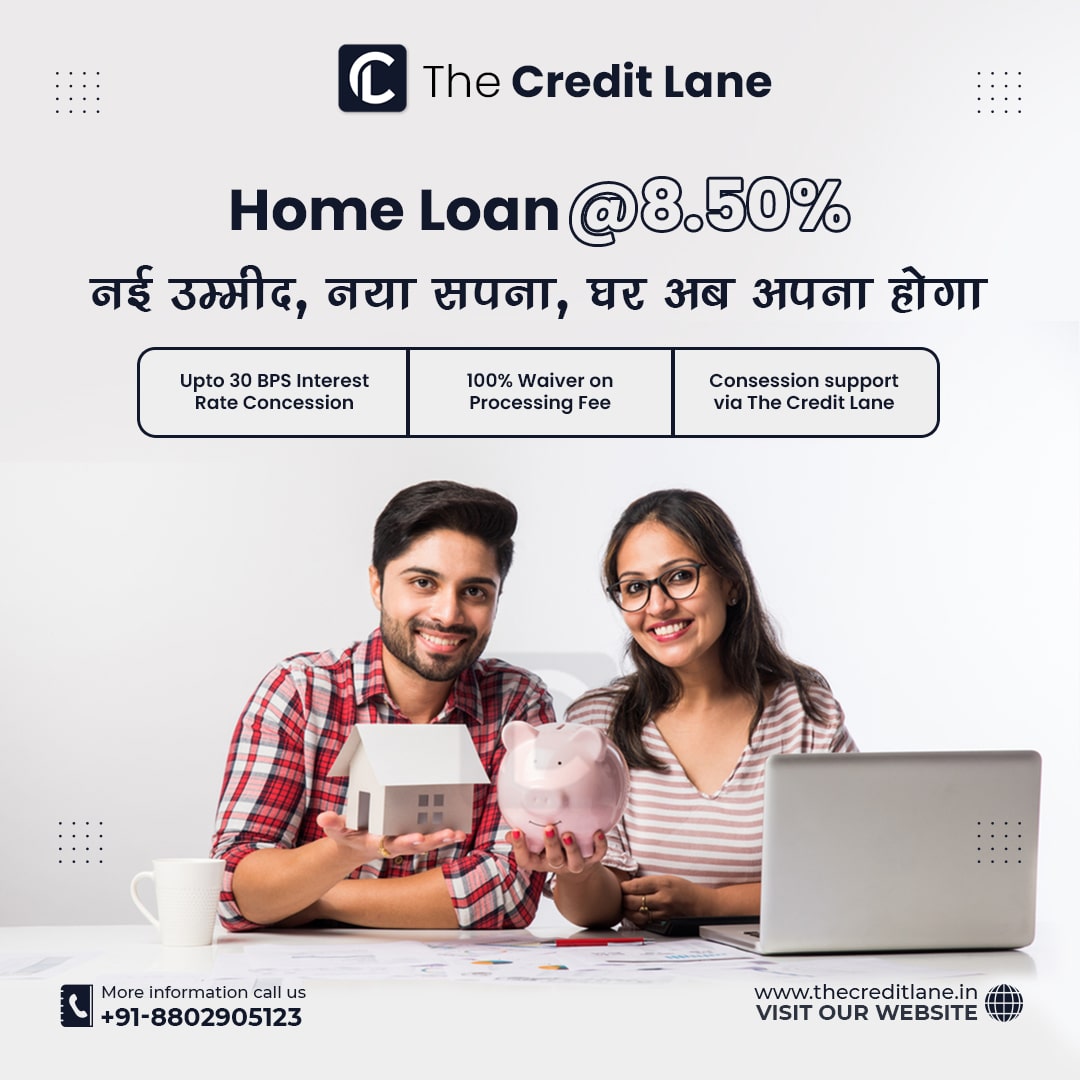 The Credit Lane
Home Loan @8.50%
नई उम्मीद, नया सपना, घर अब अपना होगा
Upto 30 BPS Interest
Rate Concession
100% Waiver on
Processing Fee
Consession support
via The Credit Lane
More information call us
+91-8802905123
www.thecreditlane.in
VISIT OUR WEBSITE